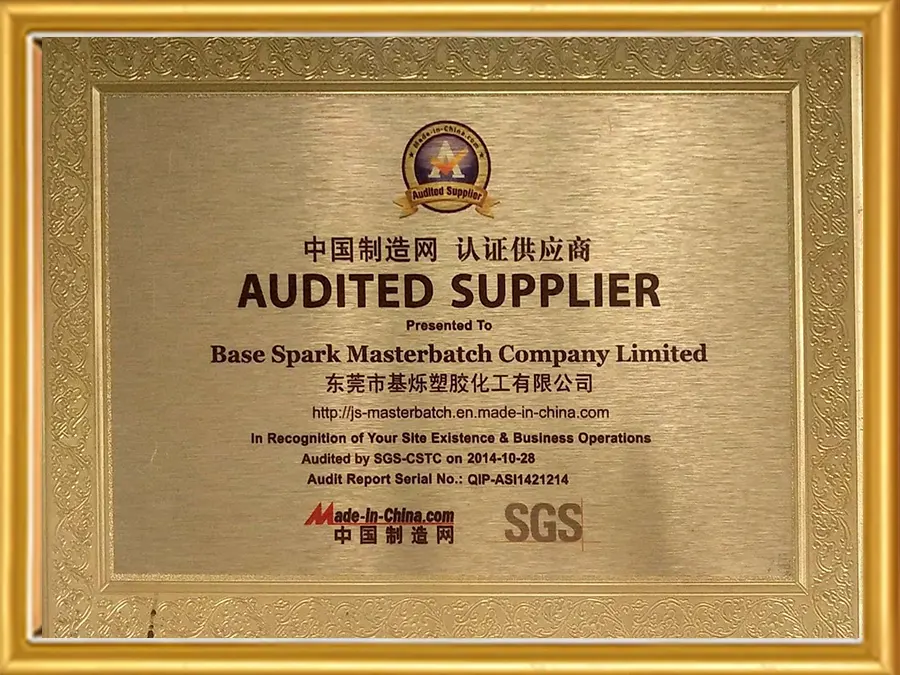 Made-in-China.com
A
Audited Supplier
中国制造网 认证供应商
AUDITED SUPPLIER
Presented To
Base Spark Masterbatch Company Limited
东莞市基烁塑胶化工有限公司
http://js-masterbatch.en.made-in-china.com
In Recognition of Your Site Existence & Business Operations
Audited by SGS-CSTC on 2014-10-28
Audit Report Serial No.: QIP-ASI1421214
Made-in-China.com
中国制造网
SGS